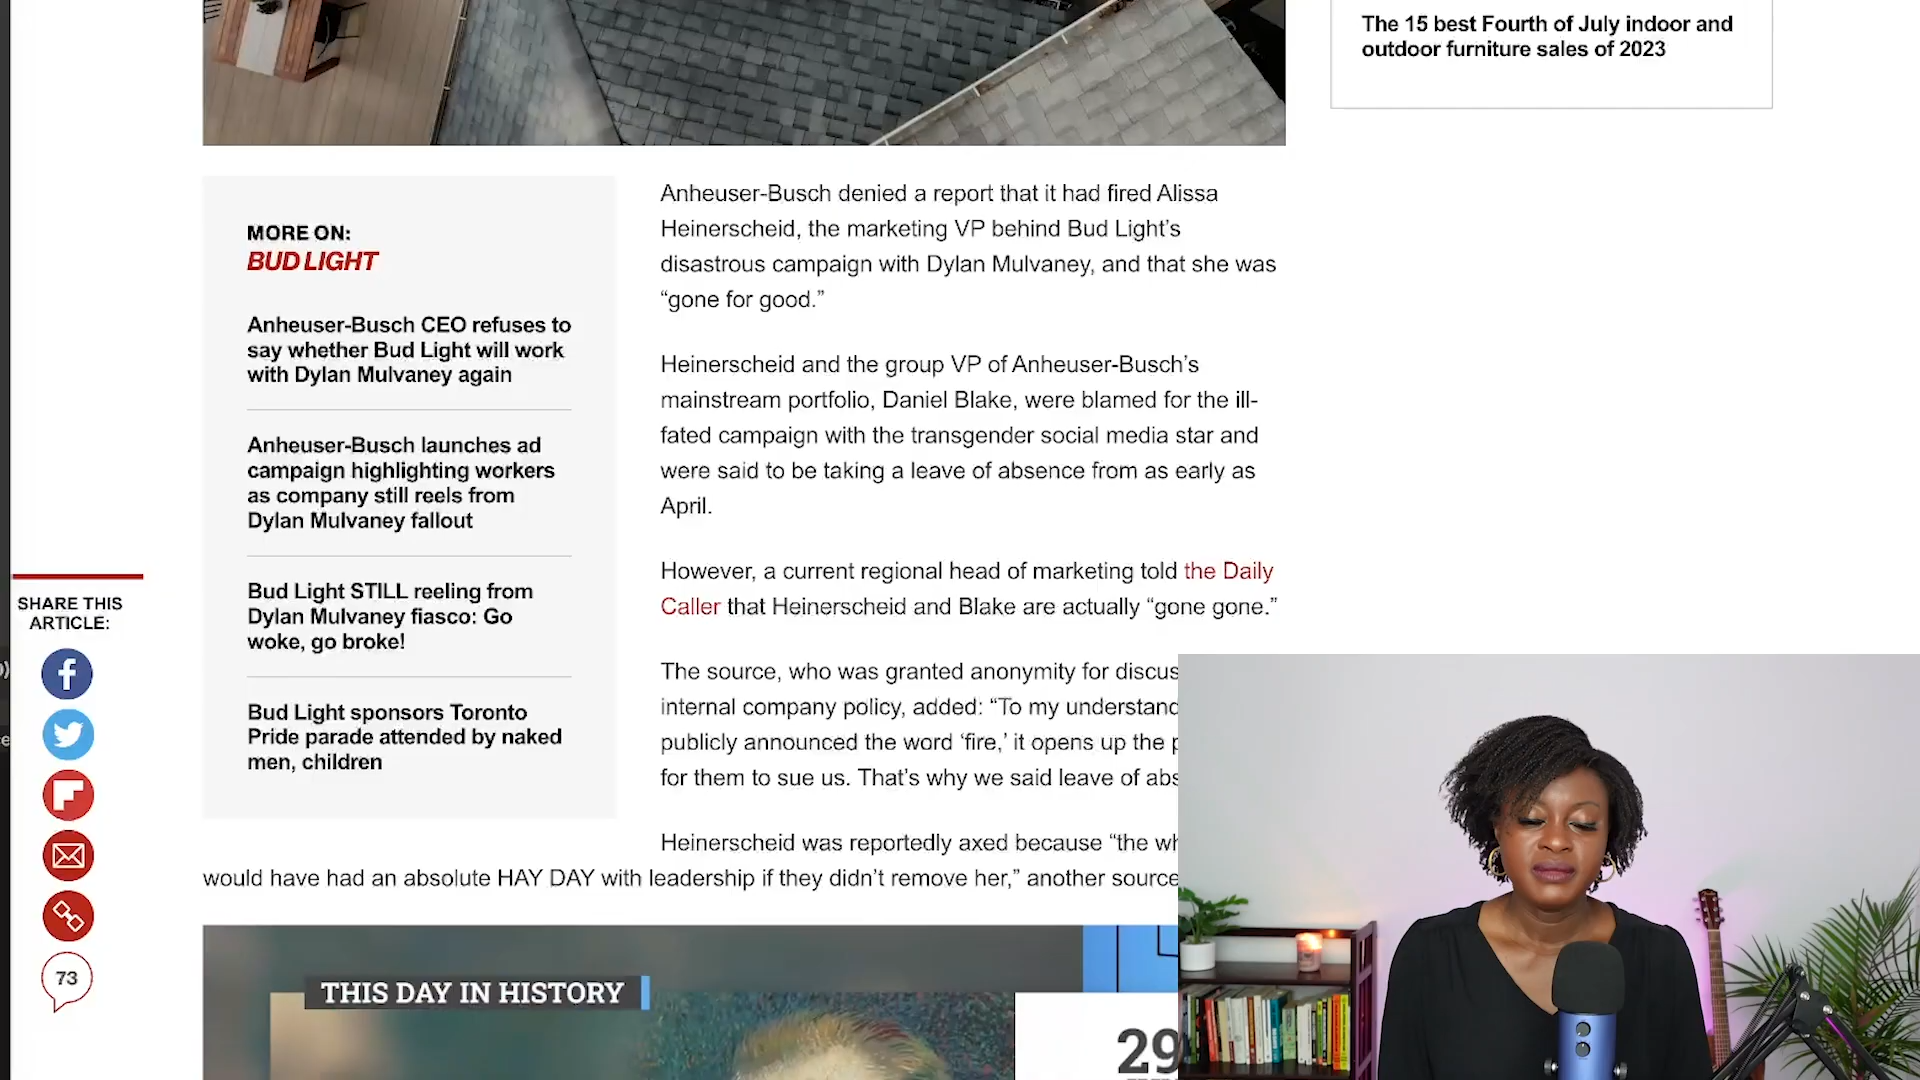 The 15 best Fourth of July indoor and
outdoor furniture sales of 2023
MORE ON:
BUD LIGHT
Anheuser-Busch CEO refuses to
say whether Bud Light will work
with Dylan Mulvaney again
Anheuser-Busch launches ad
campaign highlighting workers
as company still reels from
Dylan Mulvaney fallout
Bud Light STILL reeling from
Dylan Mulvaney fiasco: Go
woke, go broke!
Bud Light sponsors Toronto
Pride parade attended by naked
men, children
Anheuser-Busch denied a report that it had fired Alissa
Heinerscheid, the marketing VP behind Bud Light’s
disastrous campaign with Dylan Mulvaney, and that she was
“gone for good.”
Heinerscheid and the group VP of Anheuser-Busch’s
mainstream portfolio, Daniel Blake, were blamed for the ill-
fated campaign with the transgender social media star and
were said to be taking a leave of absence from as early as
April.
However, a current regional head of marketing told the Daily
Caller that Heinerscheid and Blake are actually “gone gone.”
The source, who was granted anonymity for discus
internal company policy, added: “To my understand
publicly announced the word ‘fire,’ it opens up the p
for them to sue us. That’s why we said leave of abs
Heinerscheid was reportedly axed because “the wh
would have had an absolute HAY DAY with leadership if they didn’t remove her,” another source
SHARE THIS
ARTICLE:
73
THIS DAY IN HISTORY
29